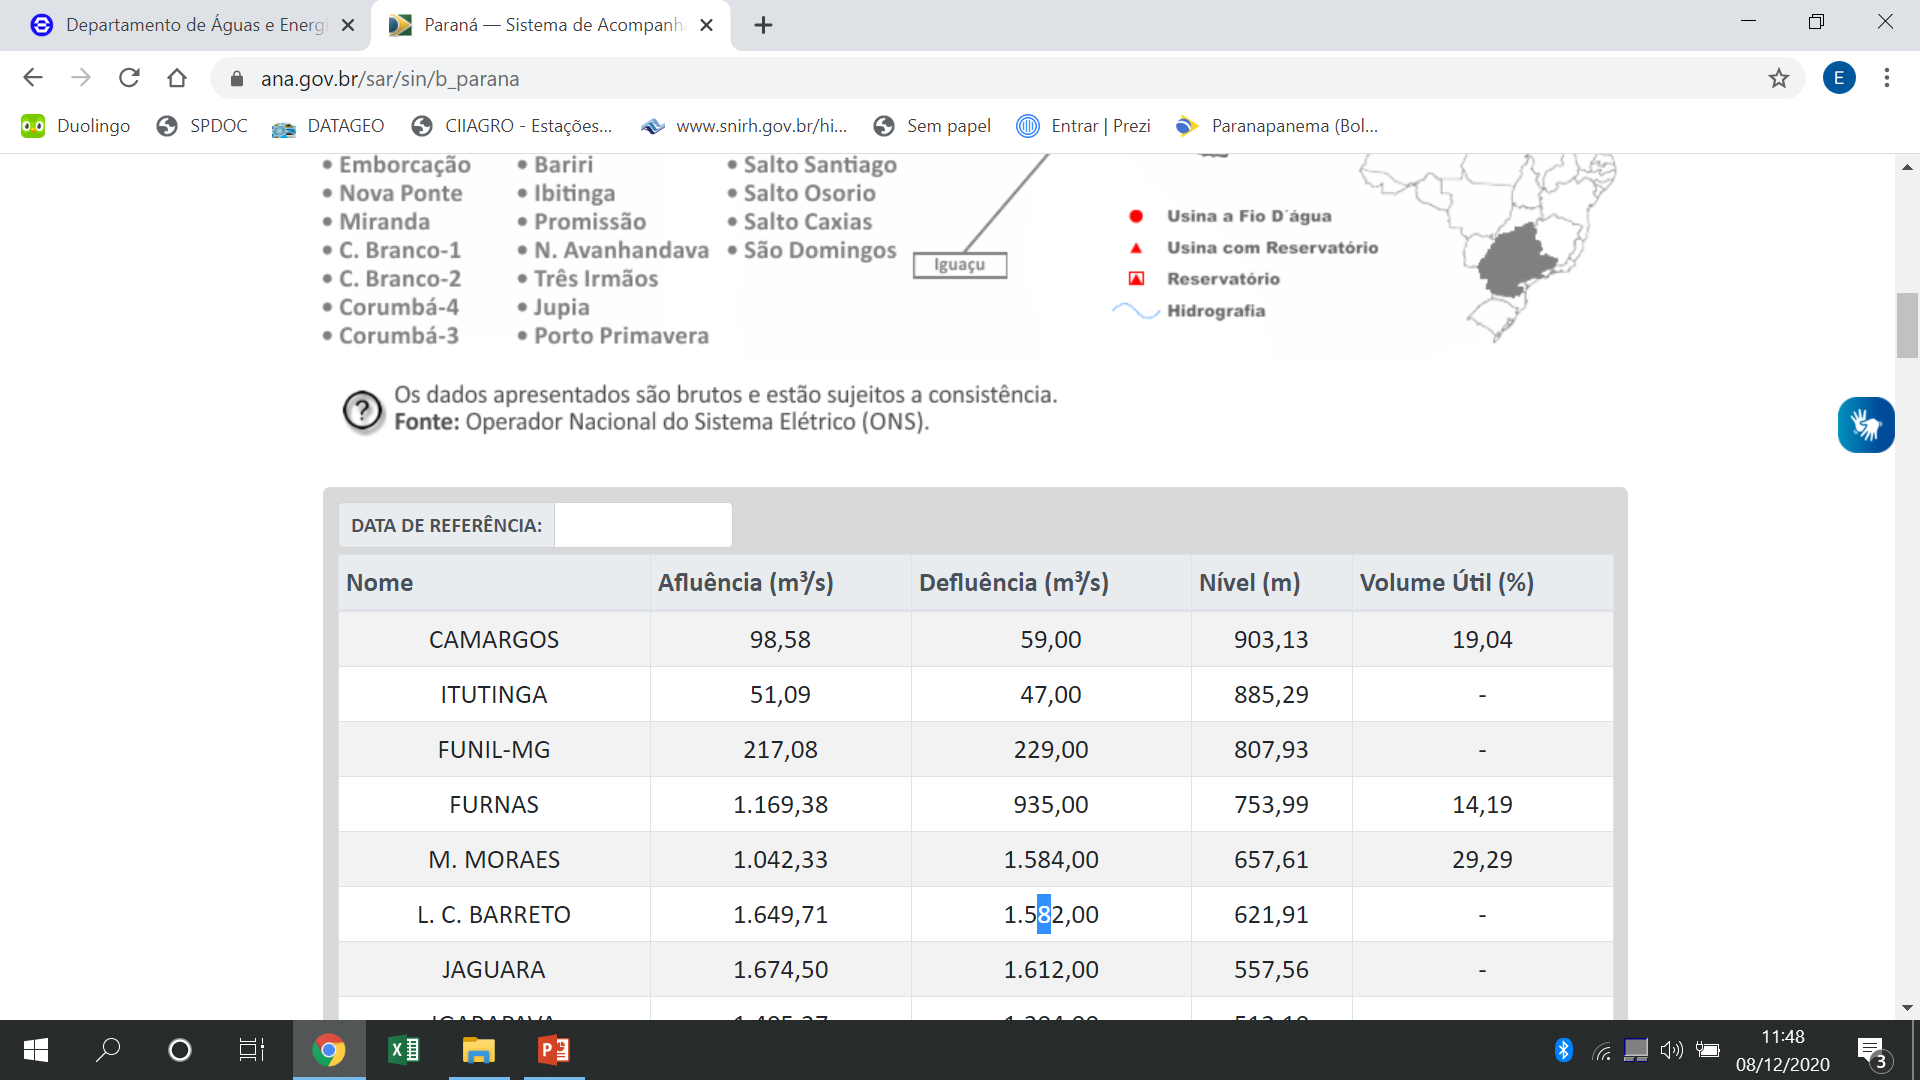 Departamento de Águas e Energi
Paraná — Sistema de Acompanha
ana.gov.br/sar/sin/b_parana
E
Duolingo SPDOC DATAGEO CIIAGRO - Estações... www.snirh.gov.br/hi... Sem papel Entrar | Prezi Paranapanema (Bol...
• Emborcação • Bariri • Salto Santiago
• Nova Ponte • Ibitinga • Salto Osorio
• Miranda • Promissão • Salto Caxias
• C. Branco-1 • N. Avanhandava • São Domingos
• C. Branco-2 • Três Irmãos
• Corumbá-4 • Jupia
• Corumbá-3 • Porto Primavera
Iguaçu
Usina a Fio D´água
Usina com Reservatório
Reservatório
Hidrografia
Os dados apresentados são brutos e estão sujeitos a consistência.
Fonte: Operador Nacional do Sistema Elétrico (ONS).
DATA DE REFERÊNCIA:
Nome Afluência (m³/s) Defluência (m³/s) Nível (m) Volume Útil (%)
CAMARGOS 98,58 59,00 903,13 19,04
ITUTINGA 51,09 47,00 885,29 -
FUNIL-MG 217,08 229,00 807,93 -
FURNAS 1.169,38 935,00 753,99 14,19
M. MORAES 1.042,33 1.584,00 657,61 29,29
L. C. BARRETO 1.649,71 1.582,00 621,91 -
JAGUARA 1.674,50 1.612,00 557,56 -
11:48
08/12/2020
3